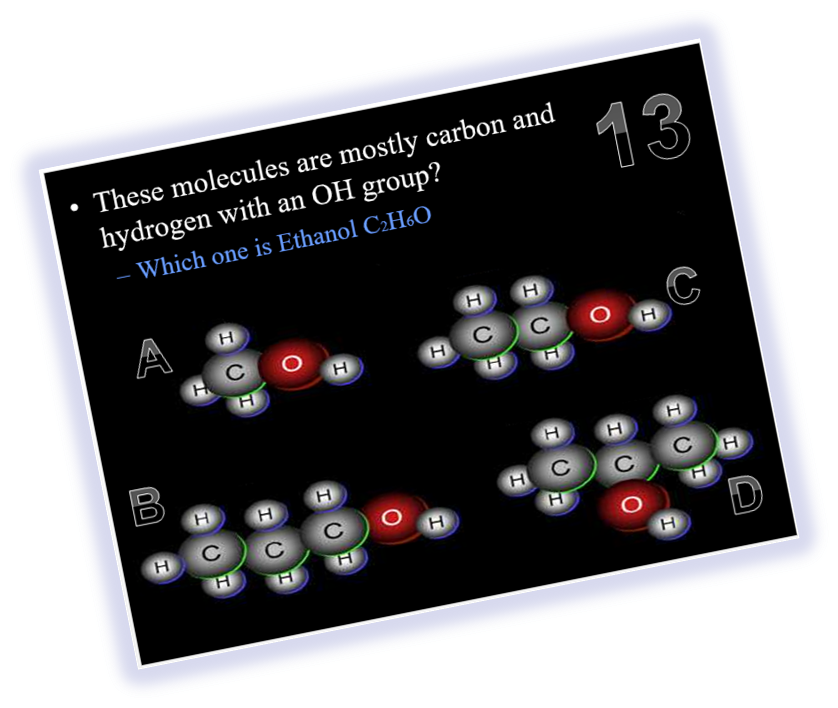 13
• These molecules are mostly carbon and
hydrogen with an OH group?
– Which one is Ethanol C₂H₆O
A
H
C O H
H
H
C
H H
C C O H
H
H H
B
H H H
C C C O H
H
H H H
D
H H H
C C C H
H
H H
O
H